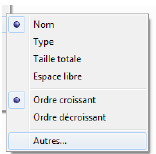 Nom
Type
Taille totale
Espace libre
Ordre croissant
Ordre décroissant
Autres...